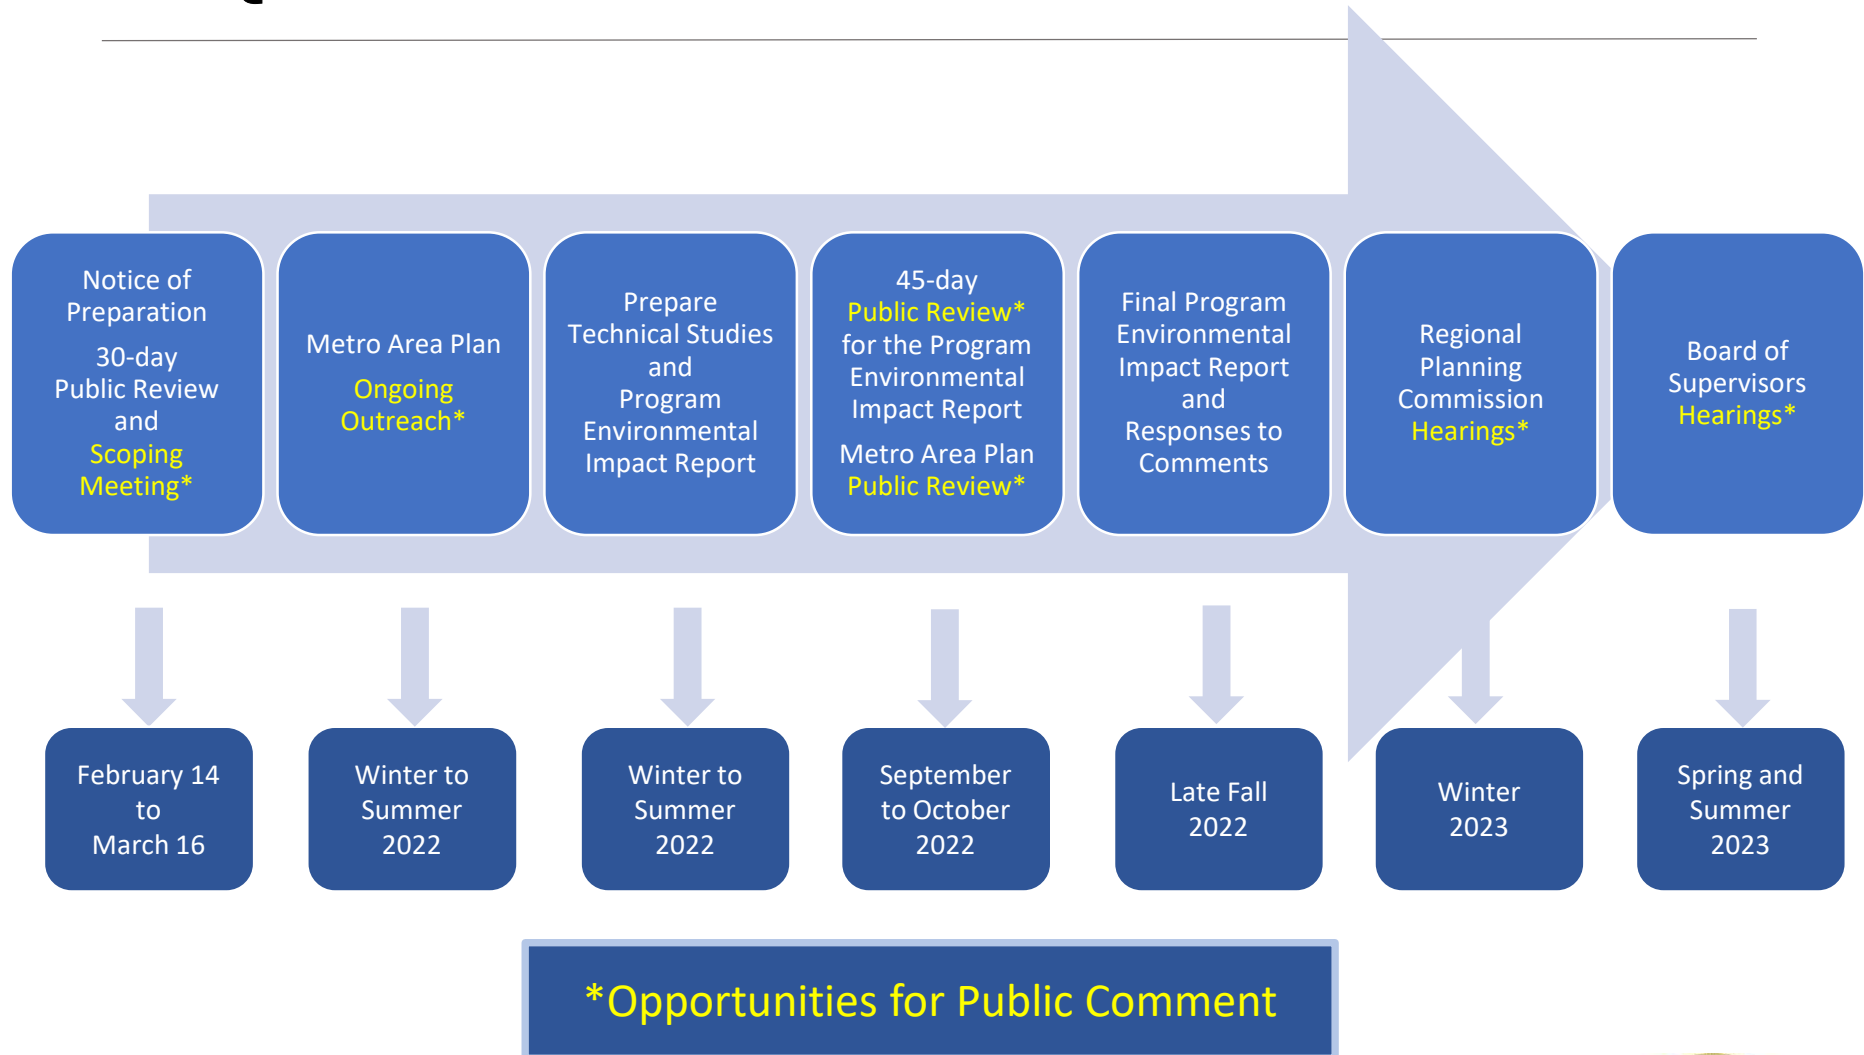 Notice of
Preparation
30-day
Public Review
and
Scoping
Meeting*
Metro Area Plan
Ongoing
Outreach*
Prepare
Technical Studies
and
Program
Environmental
Impact Report
45-day
Public Review*
for the Program
Environmental
Impact Report
Metro Area Plan
Public Review*
Final Program
Environmental
Impact Report
and
Responses to
Comments
Regional
Planning
Commission
Hearings*
Board of
Supervisors
Hearings*
February 14
to
March 16
Winter to
Summer
2022
Winter to
Summer
2022
September
to October
2022
Late Fall
2022
Winter
2023
Spring and
Summer
2023
*Opportunities for Public Comment